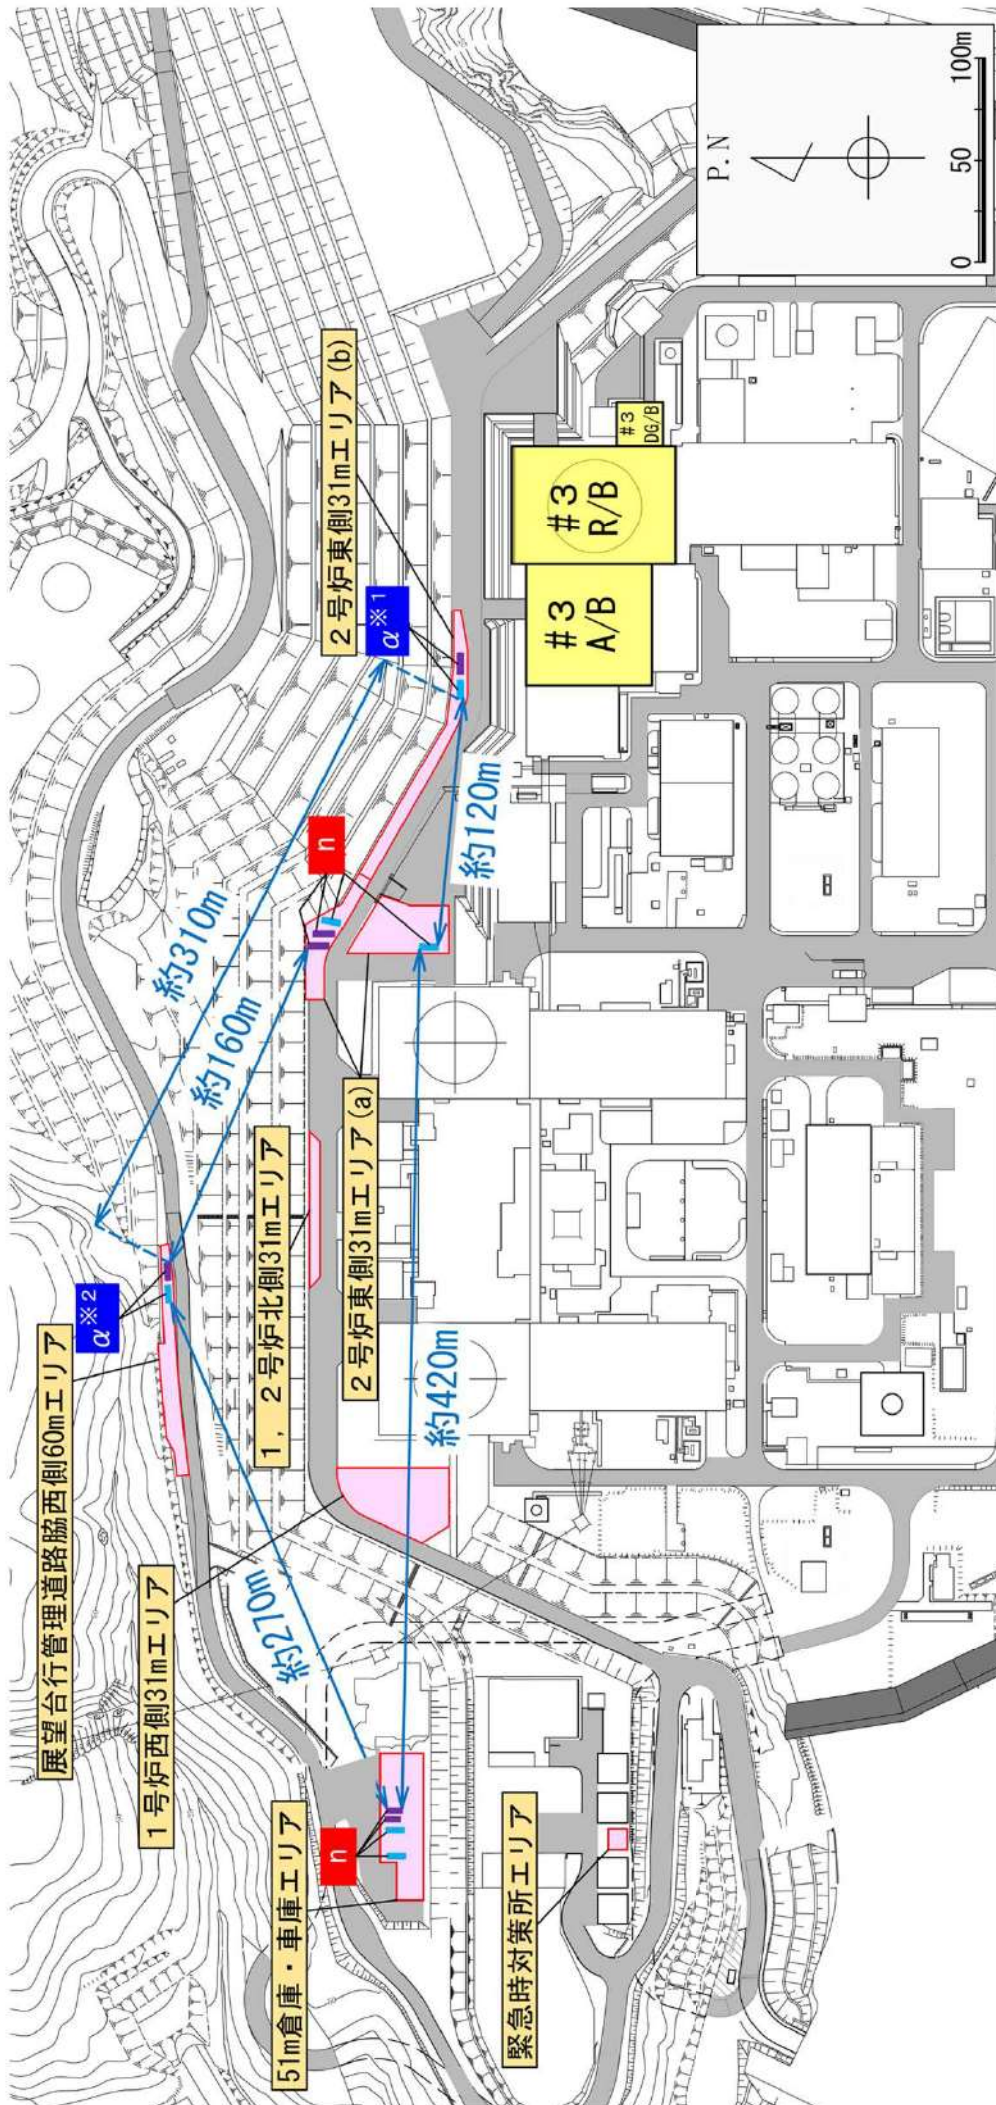 展望台行管理道路脇西側60mエリア
α※2
1号炉西側31mエリア
51m倉庫・車庫エリア
n
緊急時対策所エリア
1，2号炉北側31mエリア
2号炉東側31mエリア(a)
2号炉東側31mエリア(b)
α※1
n
約310m
約160m
約270m
約420m
約120m
#3
A/B
#3
R/B
#3
DG/B
P.N
0
50
100m